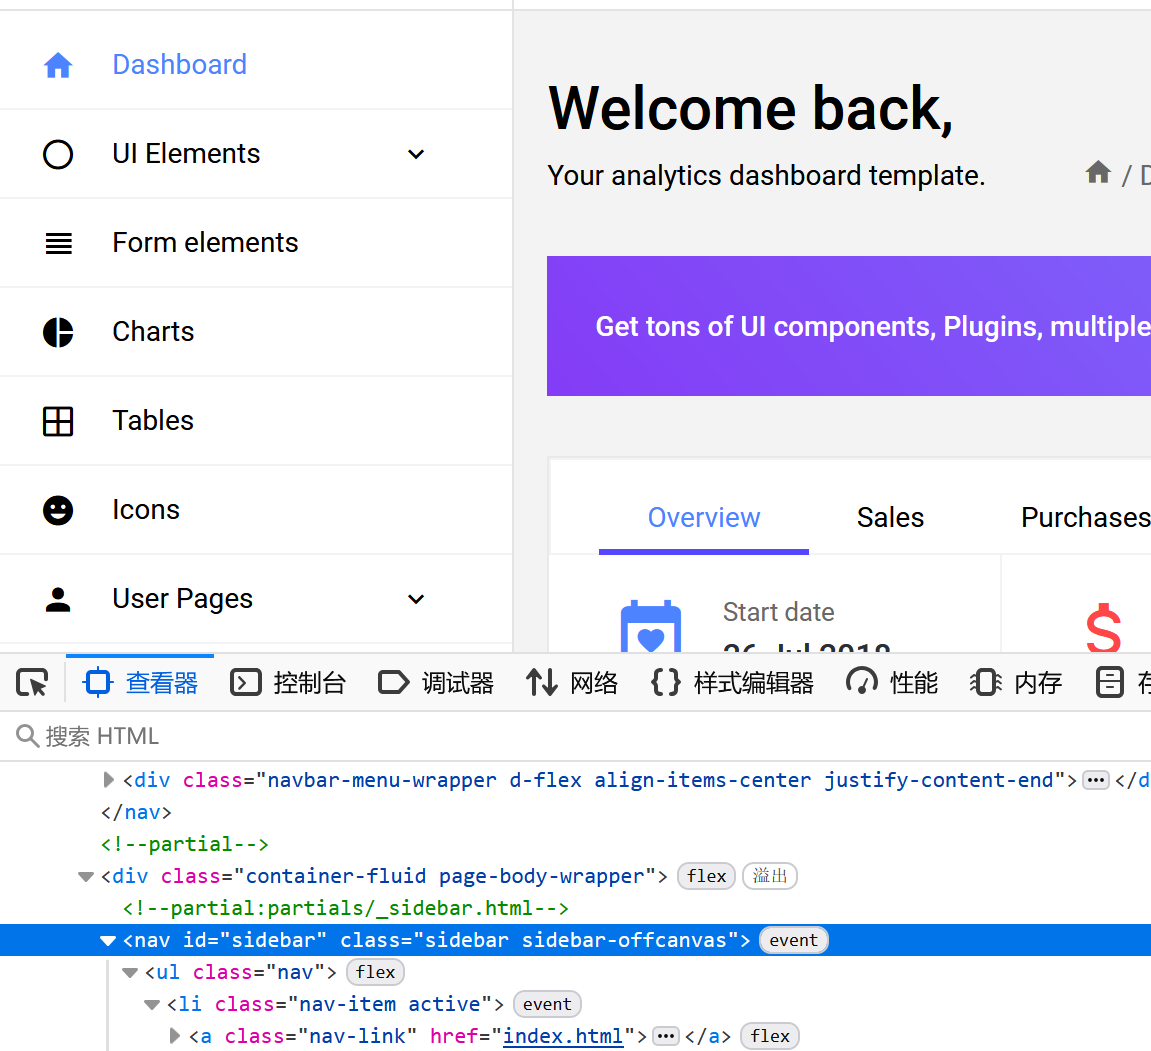 Dashboard
UI Elements
Form elements
Charts
Tables
Icons
User Pages
Welcome back,
Your analytics dashboard template.
/
Get tons of UI components, Plugins, multiple
Overview Sales Purchases
Start date
26 Jul 2018
查看器 控制台 调试器 网络 样式编辑器 性能 内存
搜索 HTML
<div class="navbar-menu-wrapper d-flex align-items-center justify-content-end"> ••• </d
</nav>
<!--partial-->
<div class="container-fluid page-body-wrapper"> flex 溢出
<!--partial:partials/_sidebar.html-->
<nav id="sidebar" class="sidebar sidebar-offcanvas"> event
<ul class="nav"> flex
<li class="nav-item active"> event
<a class="nav-link" href="index.html"> ••• </a> flex